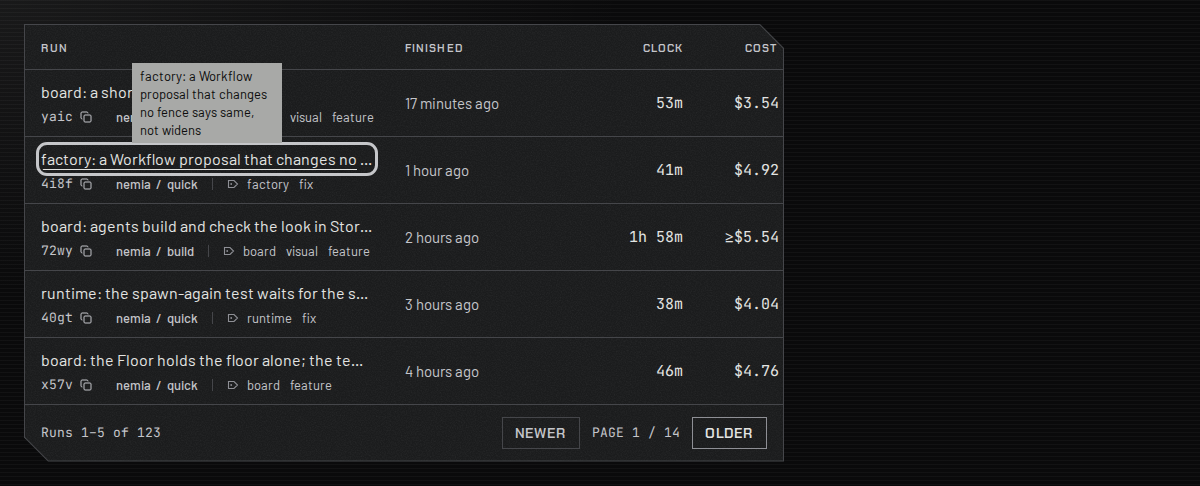 RUN FINISHED CLOCK COST
factory: a Workflow
proposal that changes
no fence says same,
not widens
board: a shor
17 minutes ago 53m $3.54
yaic visual feature
factory: a Workflow proposal that changes no ...
1 hour ago 41m $4.92
4i8f nemia / quick factory fix
board: agents build and check the look in Stor...
2 hours ago 1h 58m ≥$5.54
72wy nemia / build board visual feature
runtime: the spawn-again test waits for the s...
3 hours ago 38m $4.04
40gt nemia / quick runtime fix
board: the Floor holds the floor alone; the te...
4 hours ago 46m $4.76
x57v nemia / quick board feature
Runs 1–5 of 123 NEWER PAGE 1 / 14 OLDER